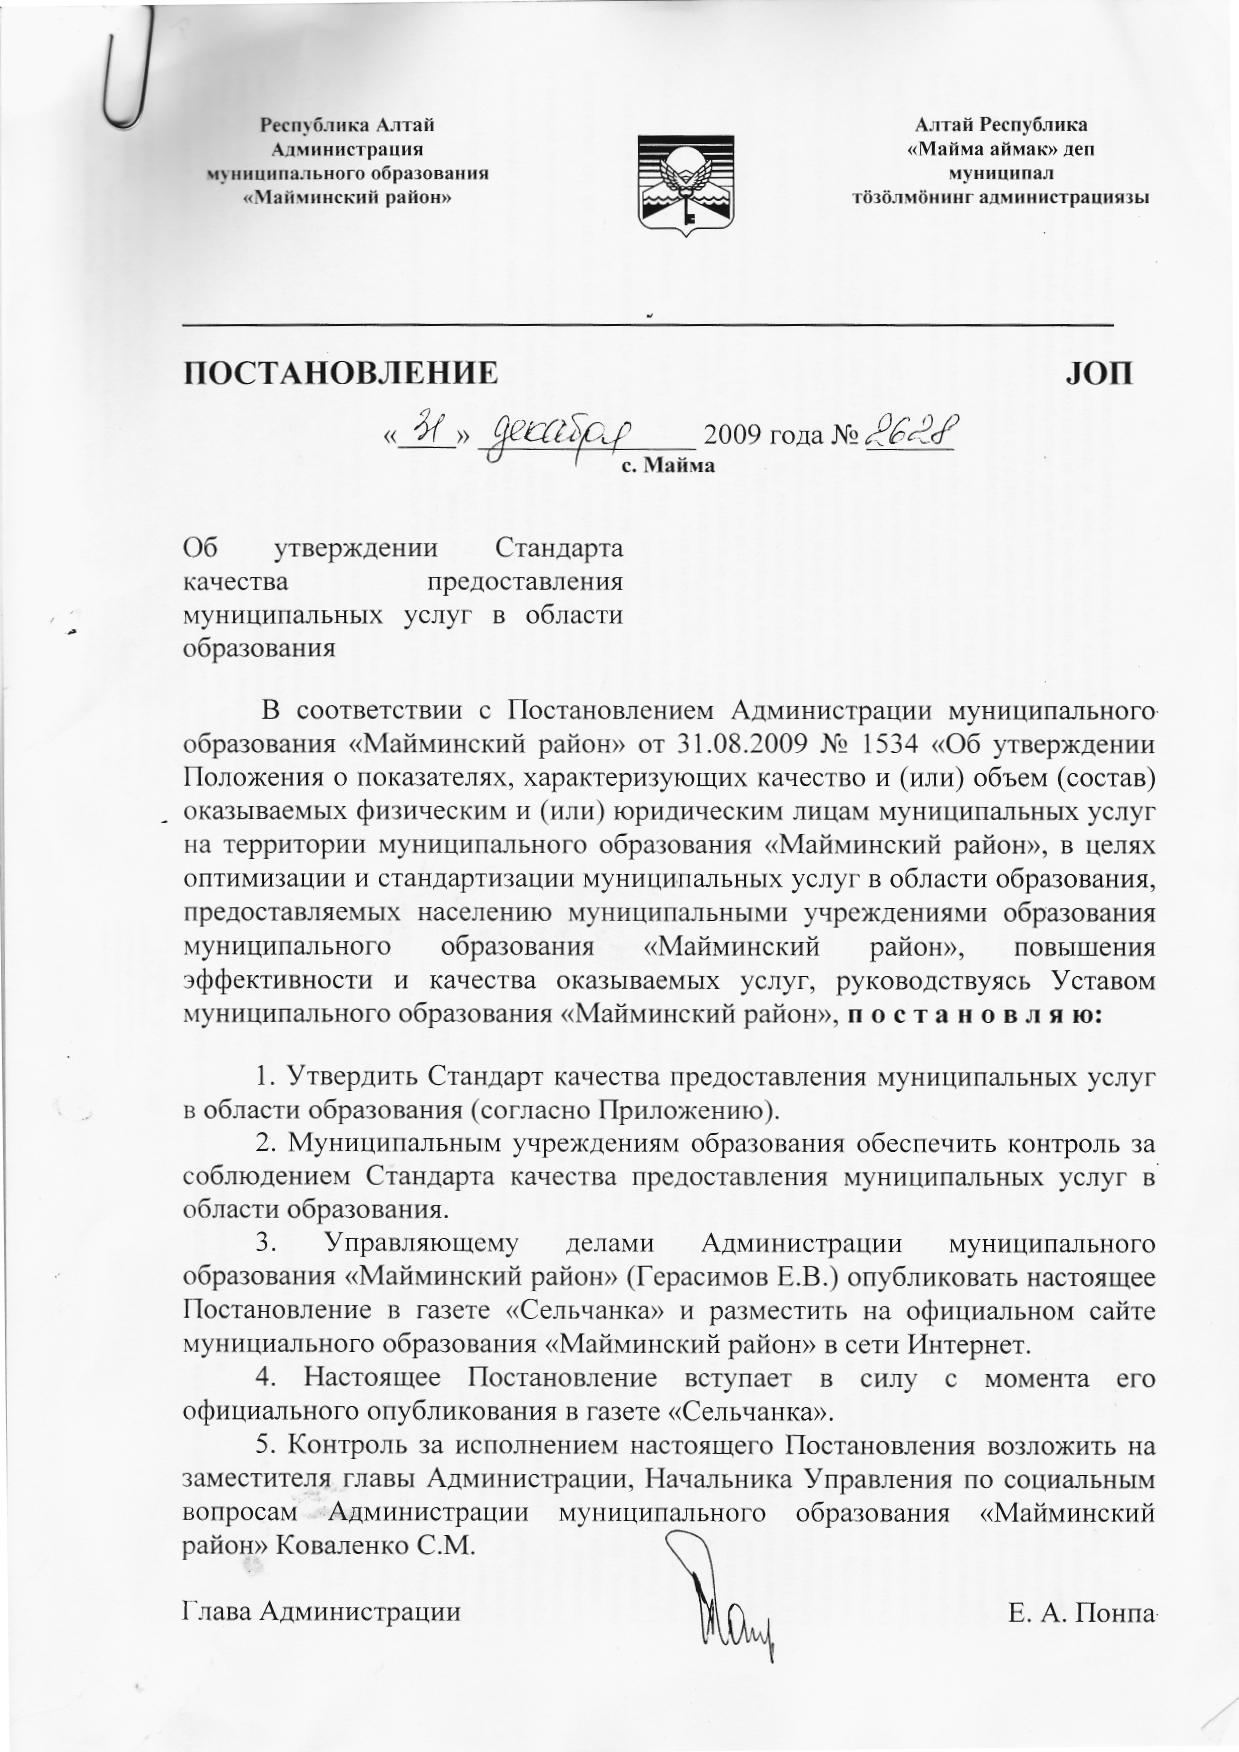 Республика Алтай
Администрация
муниципального образования
«Майминский район»
Алтай Республика
«Майма аймак» деп
муниципал
тӧзӧлмӧнинг администрациязы
ПОСТАНОВЛЕНИЕ JОП
«31» декабря 2009 года № 2628
с. Майма
Об утверждении Стандарта
качества предоставления
муниципальных услуг в области
образования
В соответствии с Постановлением Администрации муниципального
образования «Майминский район» от 31.08.2009 № 1534 «Об утверждении
Положения о показателях, характеризующих качество и (или) объем (состав)
оказываемых физическим и (или) юридическим лицам муниципальных услуг
на территории муниципального образования «Майминский район», в целях
оптимизации и стандартизации муниципальных услуг в области образования,
предоставляемых населению муниципальными учреждениями образования
муниципального образования «Майминский район», повышения
эффективности и качества оказываемых услуг, руководствуясь Уставом
муниципального образования «Майминский район», п о с т а н о в л я ю:
1. Утвердить Стандарт качества предоставления муниципальных услуг
в области образования (согласно Приложению).
2. Муниципальным учреждениям образования обеспечить контроль за
соблюдением Стандарта качества предоставления муниципальных услуг в
области образования.
3. Управляющему делами Администрации муниципального
образования «Майминский район» (Герасимов Е.В.) опубликовать настоящее
Постановление в газете «Сельчанка» и разместить на официальном сайте
мунициального образования «Майминский район» в сети Интернет.
4. Настоящее Постановление вступает в силу с момента его
официального опубликования в газете «Сельчанка».
5. Контроль за исполнением настоящего Постановления возложить на
заместителя главы Администрации, Начальника Управления по социальным
вопросам Администрации муниципального образования «Майминский
район» Коваленко С.М.
Глава Администрации Е. А. Понпа